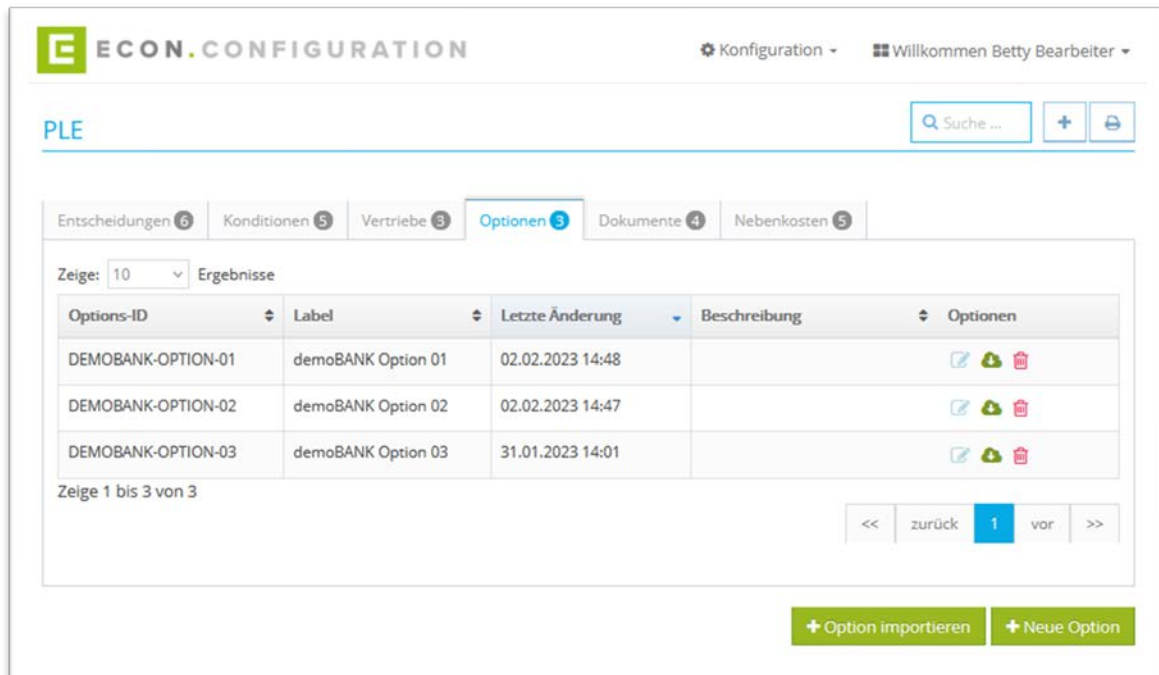 E ECON.CONFIGURATION Konfiguration Willkommen Betty Bearbeiter
PLE Suche ...
Entscheidungen 6 Konditionen 5 Vertriebe 3 Optionen 3 Dokumente 4 Nebenkosten 5
Zeige: 10 Ergebnisse
Options-ID Label Letzte Änderung Beschreibung Optionen
DEMOBANK-OPTION-01 demoBANK Option 01 02.02.2023 14:48
DEMOBANK-OPTION-02 demoBANK Option 02 02.02.2023 14:47
DEMOBANK-OPTION-03 demoBANK Option 03 31.01.2023 14:01
Zeige 1 bis 3 von 3
<< zurück 1 vor >>
+ Option importieren + Neue Option